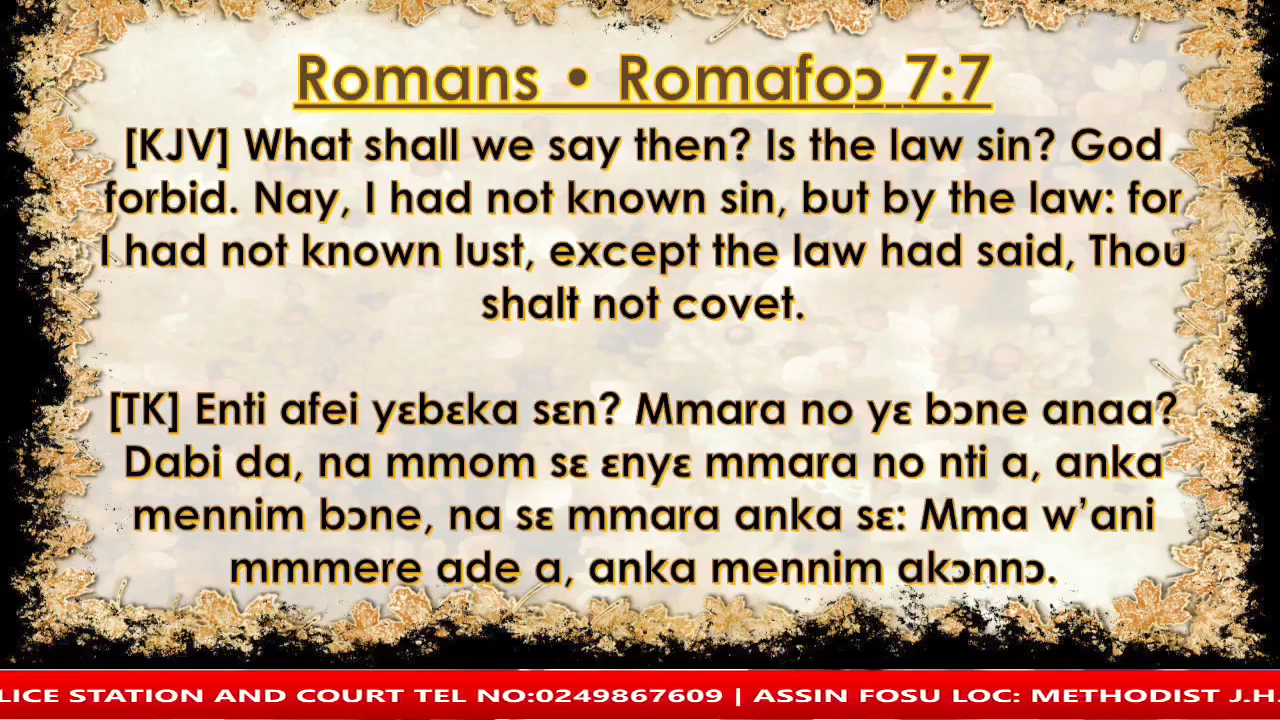 Romans • Romafoɔ 7:7
[KJV] What shall we say then? Is the law sin? God
forbid. Nay, I had not known sin, but by the law: for
I had not known lust, except the law had said, Thou
shalt not covet.
[TK] Enti afei yɛbɛka sɛn? Mmara no yɛ bɔne anaa?
Dabi da, na mmom sɛ ɛnyɛ mmara no nti a, anka
mennim bɔne, na sɛ mmara anka sɛ: Mma w’ani
mmmere ade a, anka mennim akɔnnɔ.
LICE STATION AND COURT TEL NO:0249867609 | ASSIN FOSU LOC: METHODIST J.H.